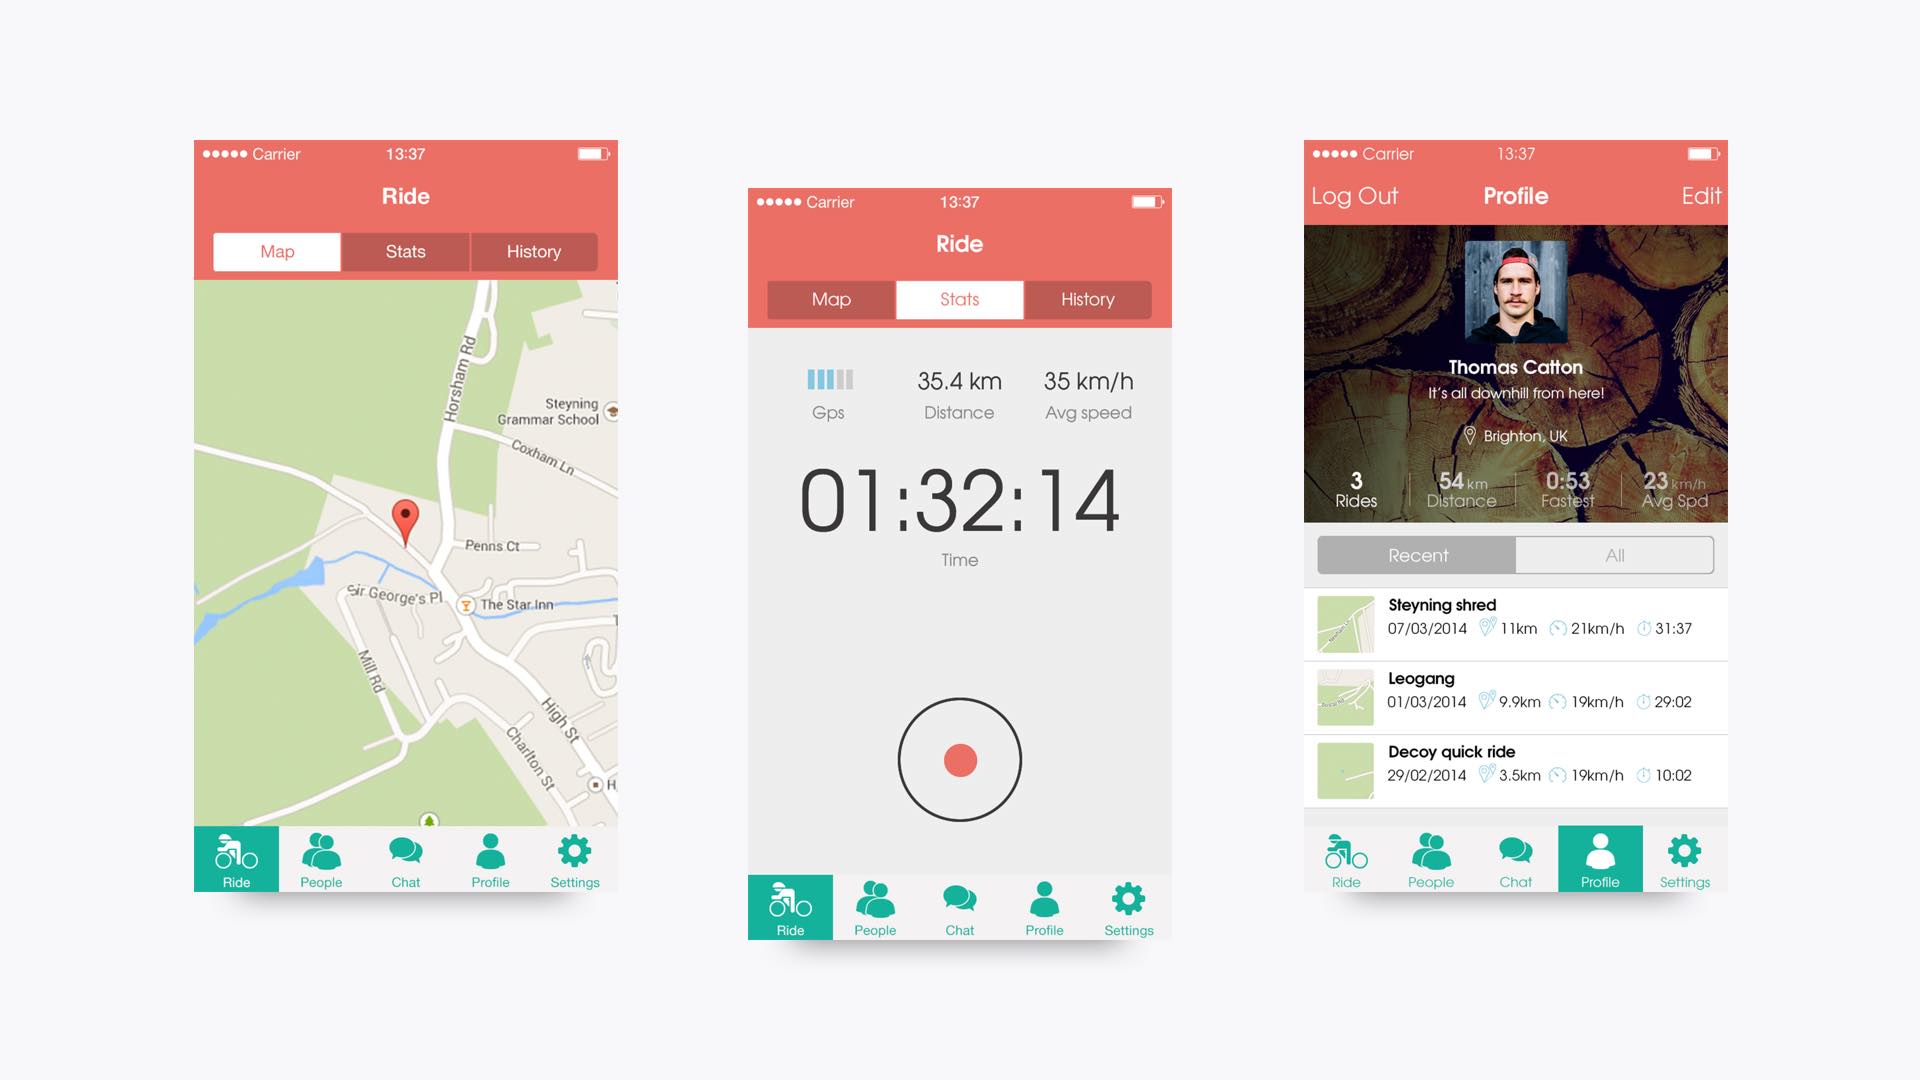 Carrier 13:37
Ride
Map Stats History
Horsham Rd
Steyning
Grammar School
Coxham Ln
Penns Ct
Sir George's Pl
The Star Inn
Mill Rd
High St
Charlton St
H
Ride People Chat Profile Settings
Carrier 13:37
Ride
Map Stats History
35.4 km 35 km/h
Gps Distance Avg speed
01:32:14
Time
Ride People Chat Profile Settings
Carrier 13:37
Log Out Profile Edit
Thomas Catton
It's all downhill from here!
Brighton, UK
3 54 km 0:53 23 km/h
Rides Distance Fastest Avg Spd
Recent All
Steyning shred
07/03/2014 11km 21km/h 31:37
Leogang
01/03/2014 9.9km 19km/h 29:02
Decoy quick ride
29/02/2014 3.5km 19km/h 10:02
Ride People Chat Profile Settings